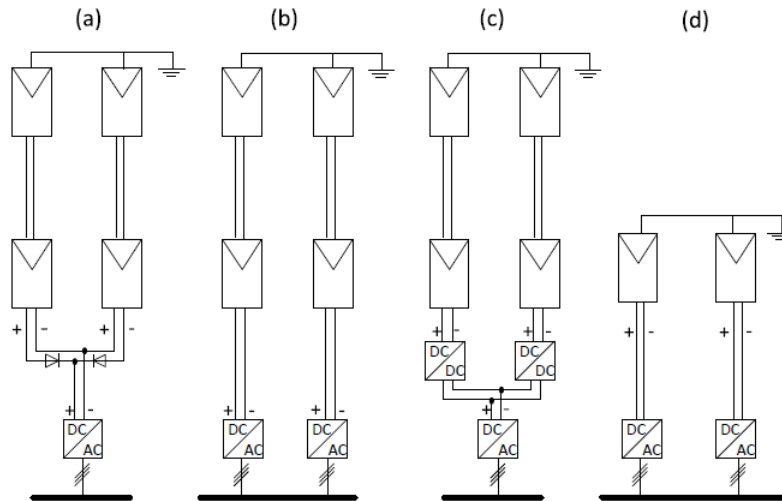 (a) (b) (c) (d)
+ - + -
+ - + -
DC DC
DC DC
+ - + - + - + -
DC DC DC DC DC DC
AC AC AC AC AC AC